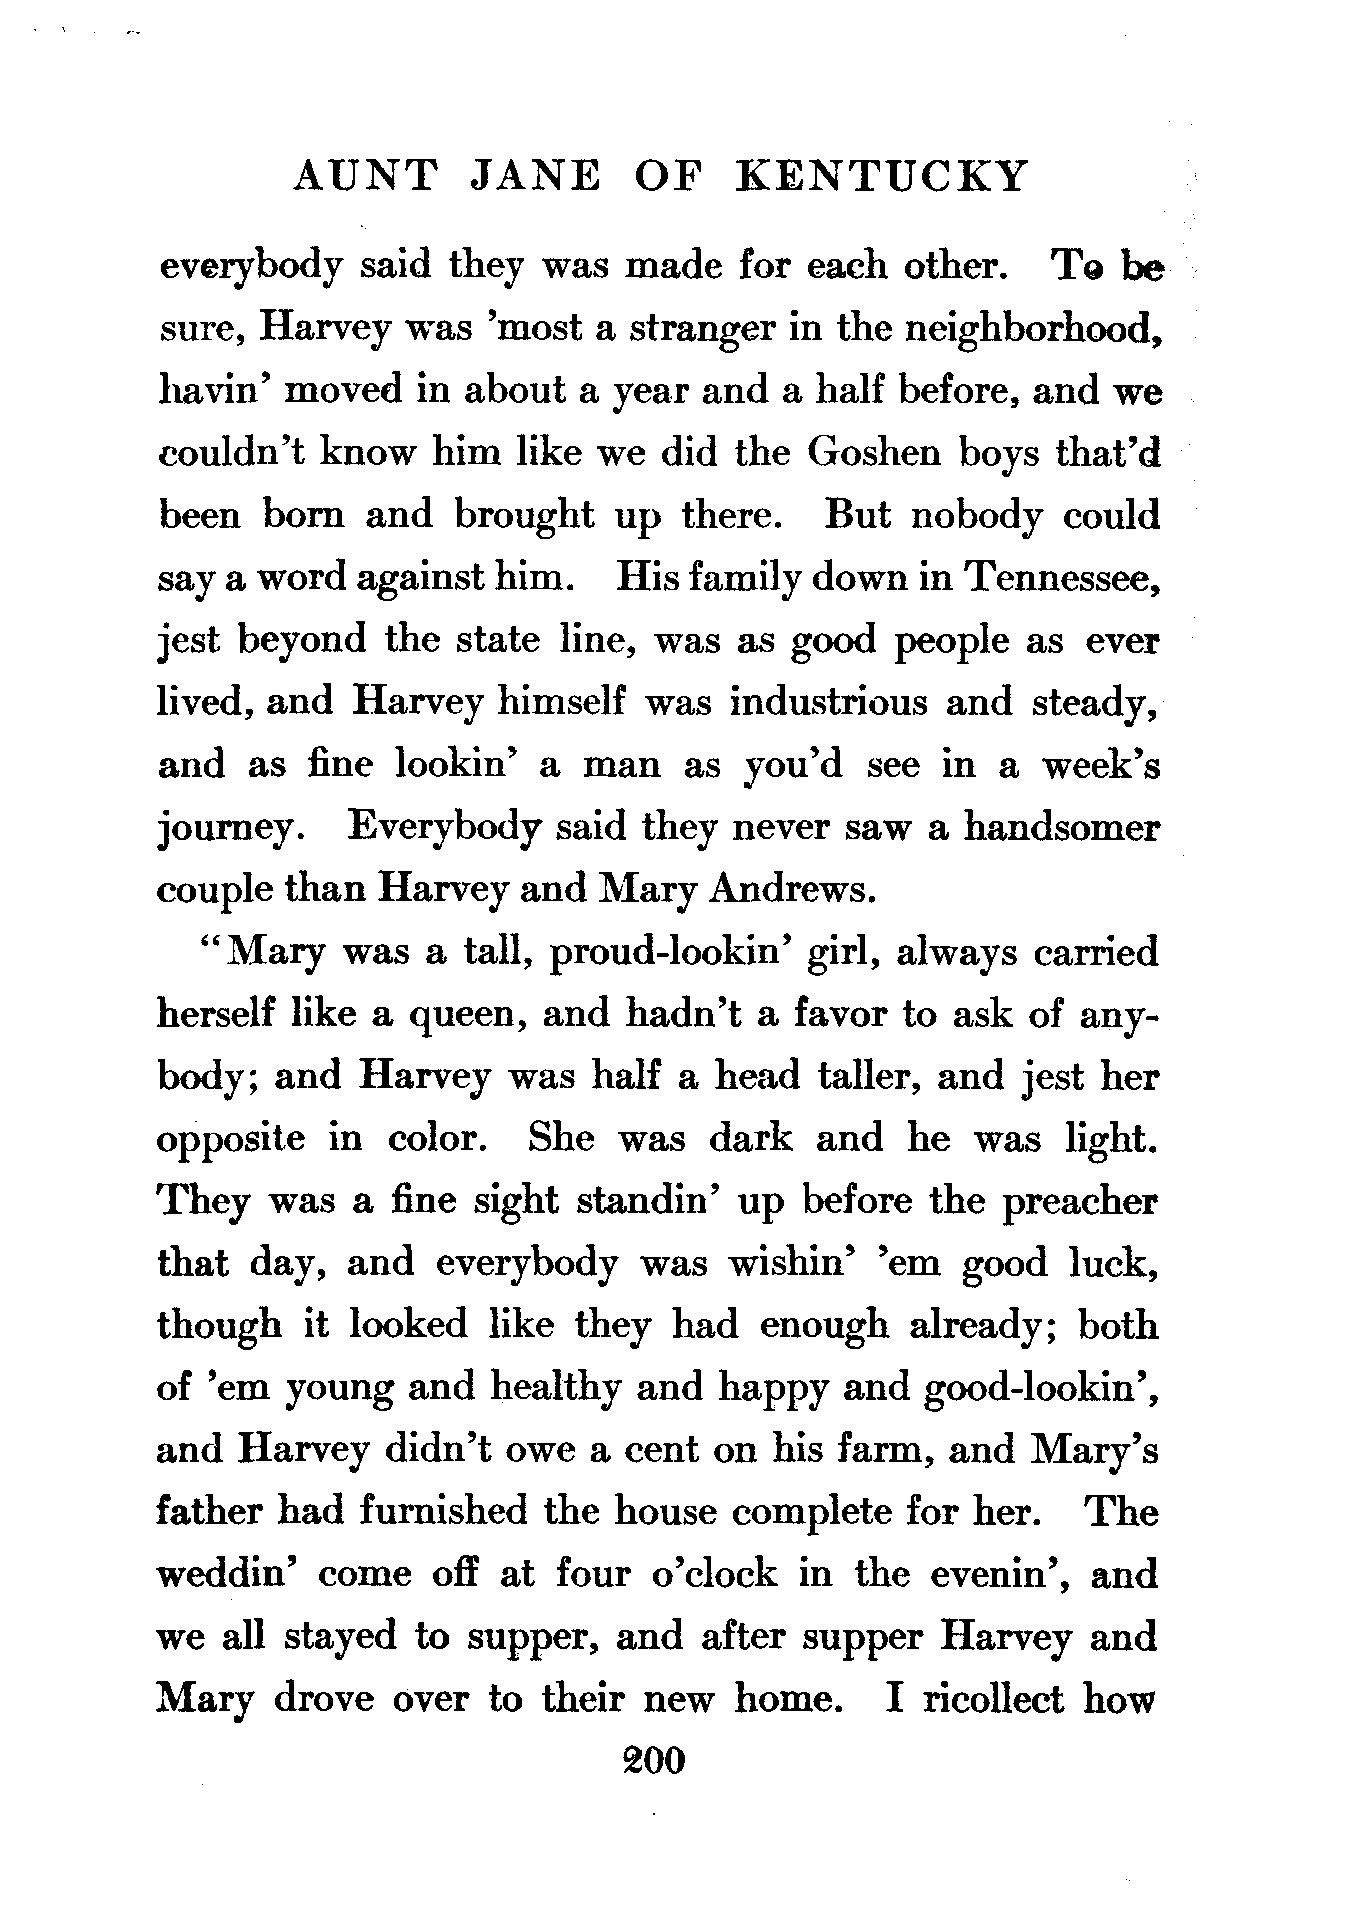 AUNT JANE OF KENTUCKY
everybody said they was made for each other. To be
sure, Harvey was ’most a stranger in the neighborhood,
havin’ moved in about a year and a half before, and we
couldn’t know him like we did the Goshen boys that’d
been born and brought up there. But nobody could
say a word against him. His family down in Tennessee,
jest beyond the state line, was as good people as ever
lived, and Harvey himself was industrious and steady,
and as fine lookin’ a man as you’d see in a week’s
journey. Everybody said they never saw a handsomer
couple than Harvey and Mary Andrews.
“Mary was a tall, proud-lookin’ girl, always carried
herself like a queen, and hadn’t a favor to ask of any-
body; and Harvey was half a head taller, and jest her
opposite in color. She was dark and he was light.
They was a fine sight standin’ up before the preacher
that day, and everybody was wishin’ ’em good luck,
though it looked like they had enough already; both
of ’em young and healthy and happy and good-lookin’,
and Harvey didn’t owe a cent on his farm, and Mary’s
father had furnished the house complete for her. The
weddin’ come off at four o’clock in the evenin’, and
we all stayed to supper, and after supper Harvey and
Mary drove over to their new home. I ricollect how
200